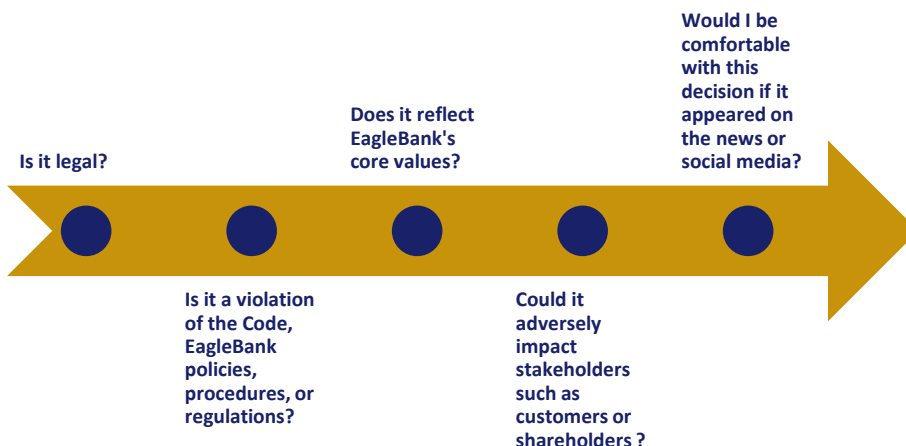 Is it legal?
Is it a violation
of the Code,
EagleBank
policies,
procedures, or
regulations?
Does it reflect
EagleBank's
core values?
Could it
adversely
impact
stakeholders
such as
customers or
shareholders ?
Would I be
comfortable
with this
decision if it
appeared on
the news or
social media?